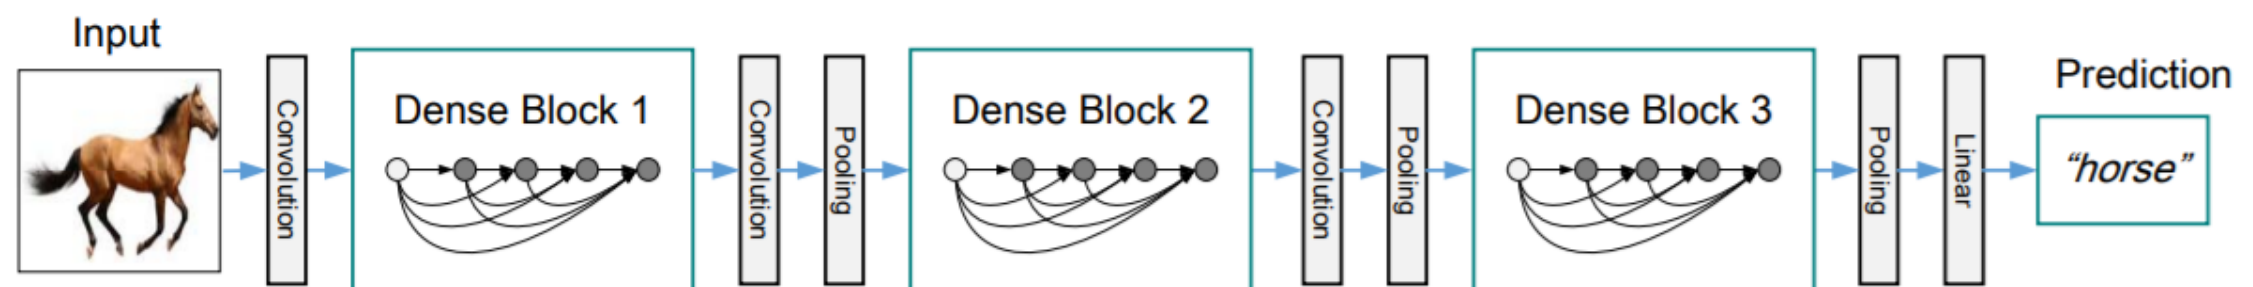 Input
Convolution
Dense Block 1
Convolution
Pooling
Dense Block 2
Convolution
Pooling
Dense Block 3
Pooling
Linear
Prediction
“horse”